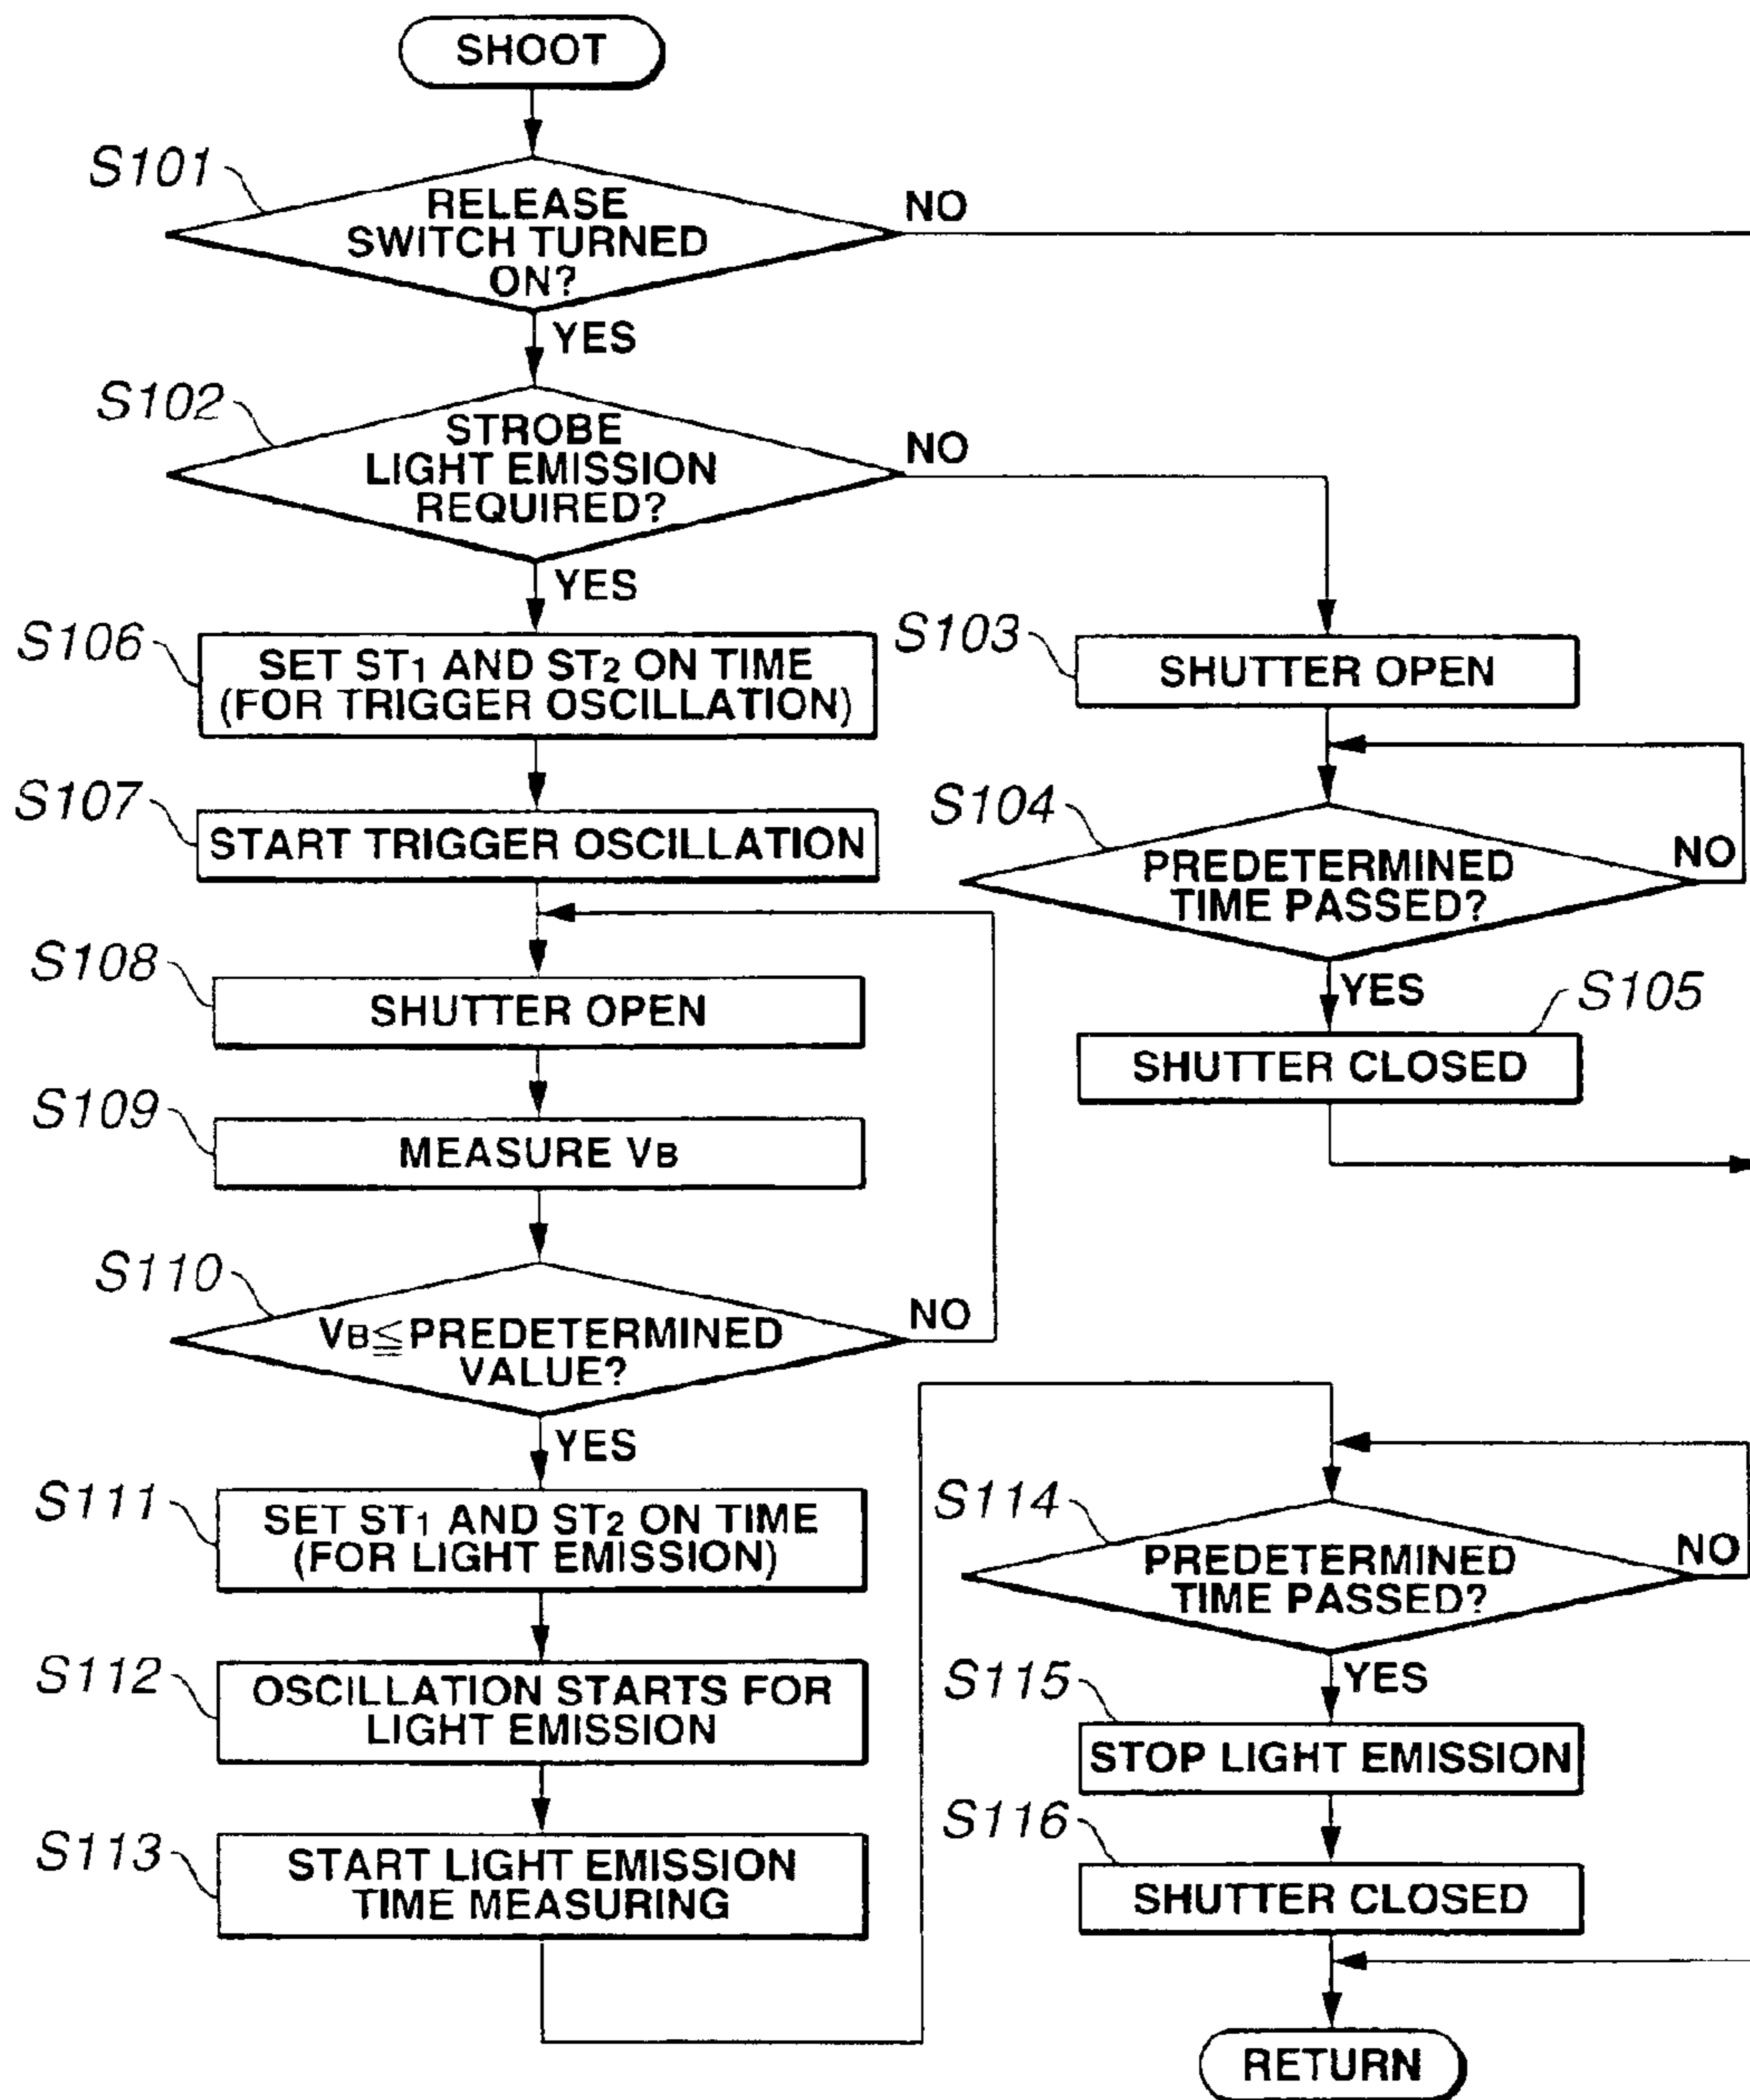 SHOOT
S101
RELEASE
SWITCH TURNED
ON?
NO
YES
S102
STROBE
LIGHT EMISSION
REQUIRED?
NO
YES
S106
SET ST1 AND ST2 ON TIME
(FOR TRIGGER OSCILLATION)
S107
START TRIGGER OSCILLATION
S108
SHUTTER OPEN
S109
MEASURE VB
S110
VB≦PREDETERMINED
VALUE?
NO
YES
S111
SET ST1 AND ST2 ON TIME
(FOR LIGHT EMISSION)
S112
OSCILLATION STARTS FOR
LIGHT EMISSION
S113
START LIGHT EMISSION
TIME MEASURING
S103
SHUTTER OPEN
S104
PREDETERMINED
TIME PASSED?
NO
YES
S105
SHUTTER CLOSED
S114
PREDETERMINED
TIME PASSED?
NO
YES
S115
STOP LIGHT EMISSION
S116
SHUTTER CLOSED
RETURN